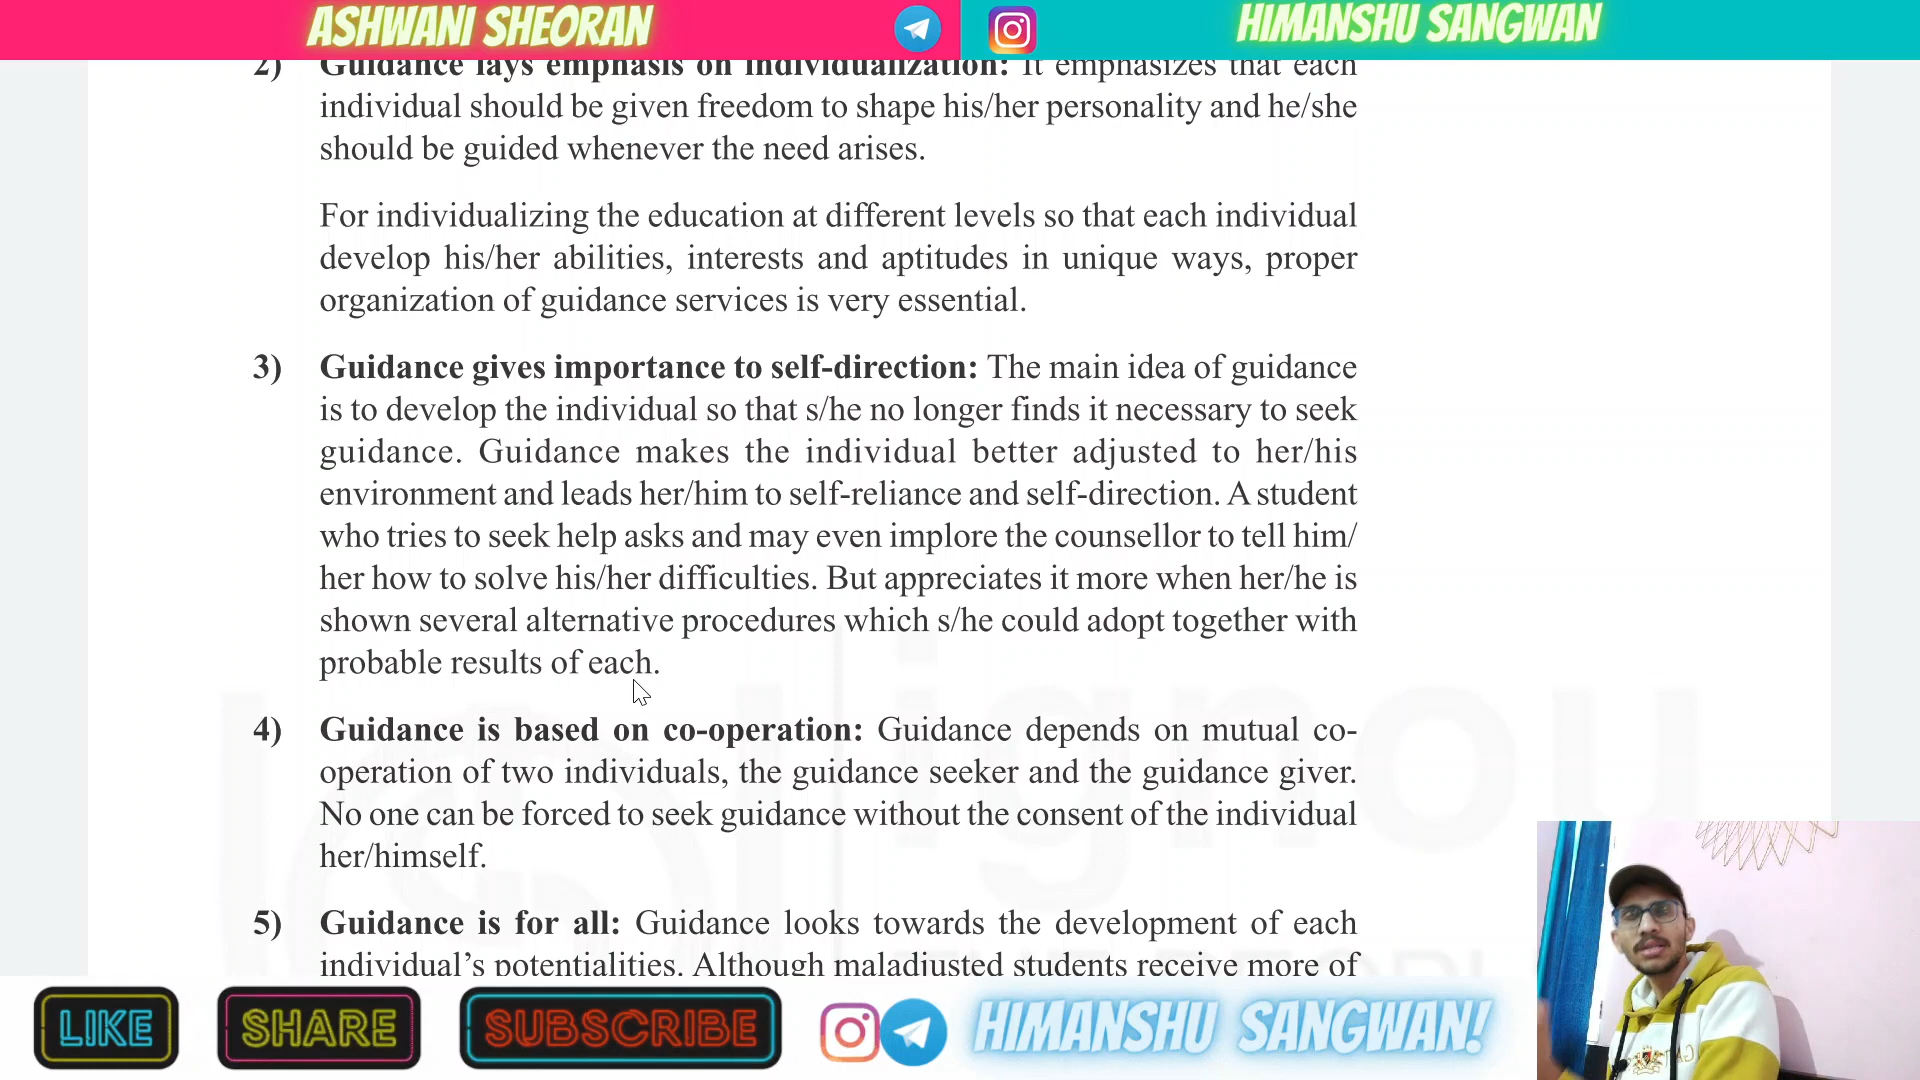 ASHWANI SHEORAN
HIMANSHU SANGWAN
2) Guidance lays emphasis on individualization: It emphasizes that each
individual should be given freedom to shape his/her personality and he/she
should be guided whenever the need arises.
For individualizing the education at different levels so that each individual
develop his/her abilities, interests and aptitudes in unique ways, proper
organization of guidance services is very essential.
3) Guidance gives importance to self-direction: The main idea of guidance
is to develop the individual so that s/he no longer finds it necessary to seek
guidance. Guidance makes the individual better adjusted to her/his
environment and leads her/him to self-reliance and self-direction. A student
who tries to seek help asks and may even implore the counsellor to tell him/
her how to solve his/her difficulties. But appreciates it more when her/he is
shown several alternative procedures which s/he could adopt together with
probable results of each.
4) Guidance is based on co-operation: Guidance depends on mutual co-
operation of two individuals, the guidance seeker and the guidance giver.
No one can be forced to seek guidance without the consent of the individual
her/himself.
5) Guidance is for all: Guidance looks towards the development of each
individual's potentialities. Although maladjusted students receive more of
ignou
LIKE
SHARE
SUBSCRIBE
HIMANSHU SANGWAN!